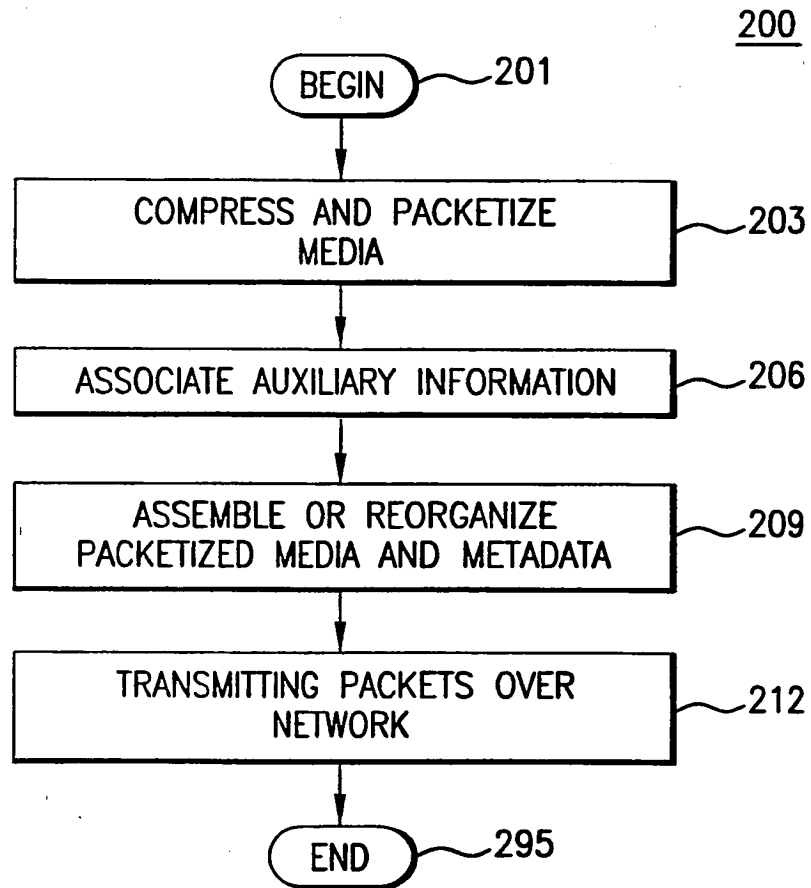 200
BEGIN 201
COMPRESS AND PACKETIZE
MEDIA
203
ASSOCIATE AUXILIARY INFORMATION 206
ASSEMBLE OR REORGANIZE
PACKETIZED MEDIA AND METADATA
209
TRANSMITTING PACKETS OVER
NETWORK
212
END 295